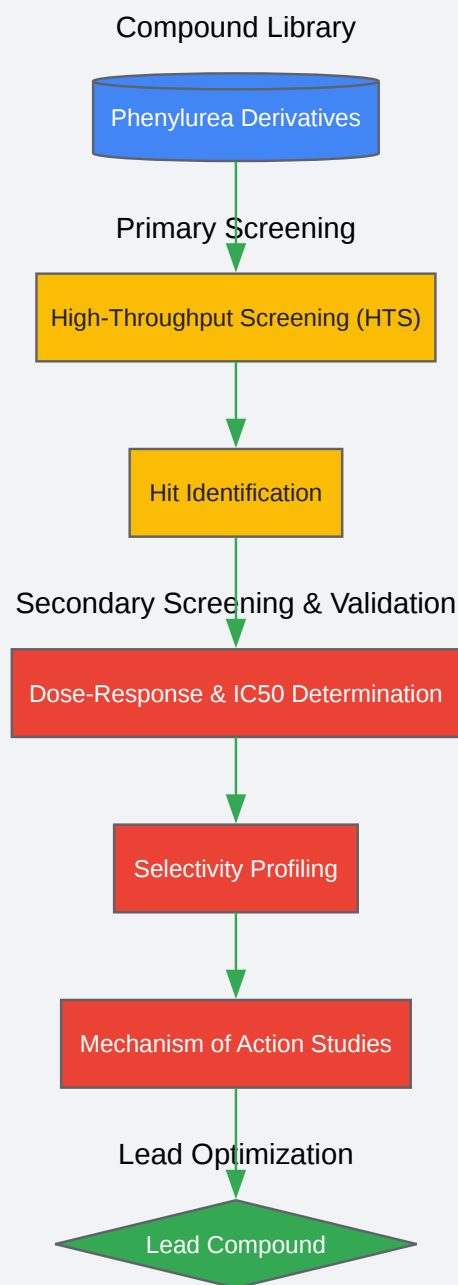 Compound Library
Phenylurea Derivatives
Primary Screening
High-Throughput Screening (HTS)
Hit Identification
Secondary Screening & Validation
Dose-Response & IC50 Determination
Selectivity Profiling
Mechanism of Action Studies
Lead Optimization
Lead Compound